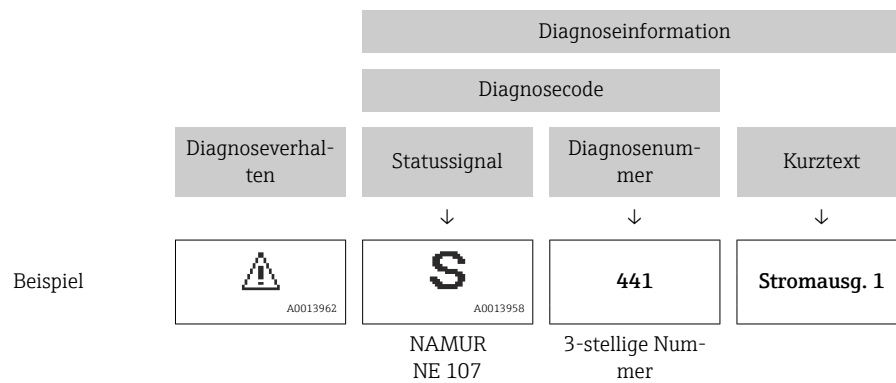 Diagnoseinformation
Diagnosecode
Diagnoseverhal-
ten
Statussignal
Diagnosenum-
mer
Kurztext
↓ ↓ ↓
Beispiel
A0013962
S
A0013958
441
Stromausg. 1
NAMUR
NE 107
3-stellige Num-
mer